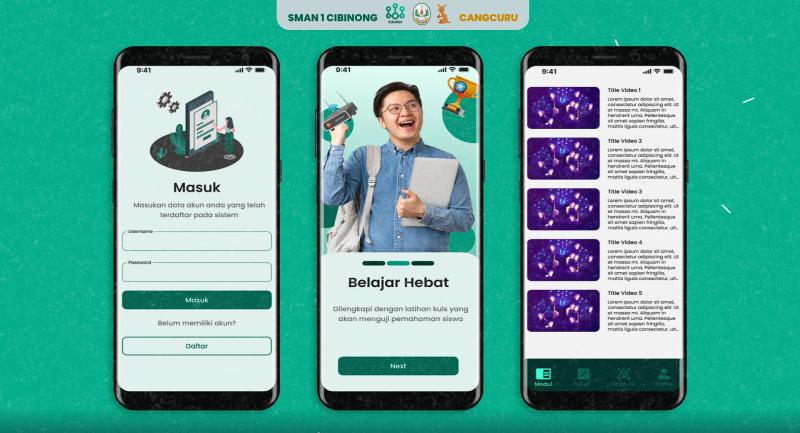 SMAN 1 CIBINONG
EduNet
CANGCURU
9:41
Masuk
Masukan data akun anda yang telah
terdaftar pada sistem
Username
Password
Masuk
Belum memiliki akun?
Daftar
9:41
Belajar Hebat
Dilengkapi dengan latihan kuis yang
akan menguji pemahaman siswa
Next
9:41
Title Video 1
Lorem ipsum dolor sit amet,
consectetur adipiscing elit. Ut
et massa mi. Aliquam in
hendrerit urna. Pellentesque
sit amet sapien fringilla,
mattis ligula consectetur, ult...
Title Video 2
Lorem ipsum dolor sit amet,
consectetur adipiscing elit. Ut
et massa mi. Aliquam in
hendrerit urna. Pellentesque
sit amet sapien fringilla,
mattis ligula consectetur, ult...
Title Video 3
Lorem ipsum dolor sit amet,
consectetur adipiscing elit. Ut
et massa mi. Aliquam in
hendrerit urna. Pellentesque
sit amet sapien fringilla,
mattis ligula consectetur, ult...
Title Video 4
Lorem ipsum dolor sit amet,
consectetur adipiscing elit. Ut
et massa mi. Aliquam in
hendrerit urna. Pellentesque
sit amet sapien fringilla,
mattis ligula consectetur, ult...
Title Video 5
Lorem ipsum dolor sit amet,
consectetur adipiscing elit. Ut
et massa mi. Aliquam in
hendrerit urna. Pellentesque
sit amet sapien fringilla,
mattis ligula consectetur, ult...
Modul
Profile